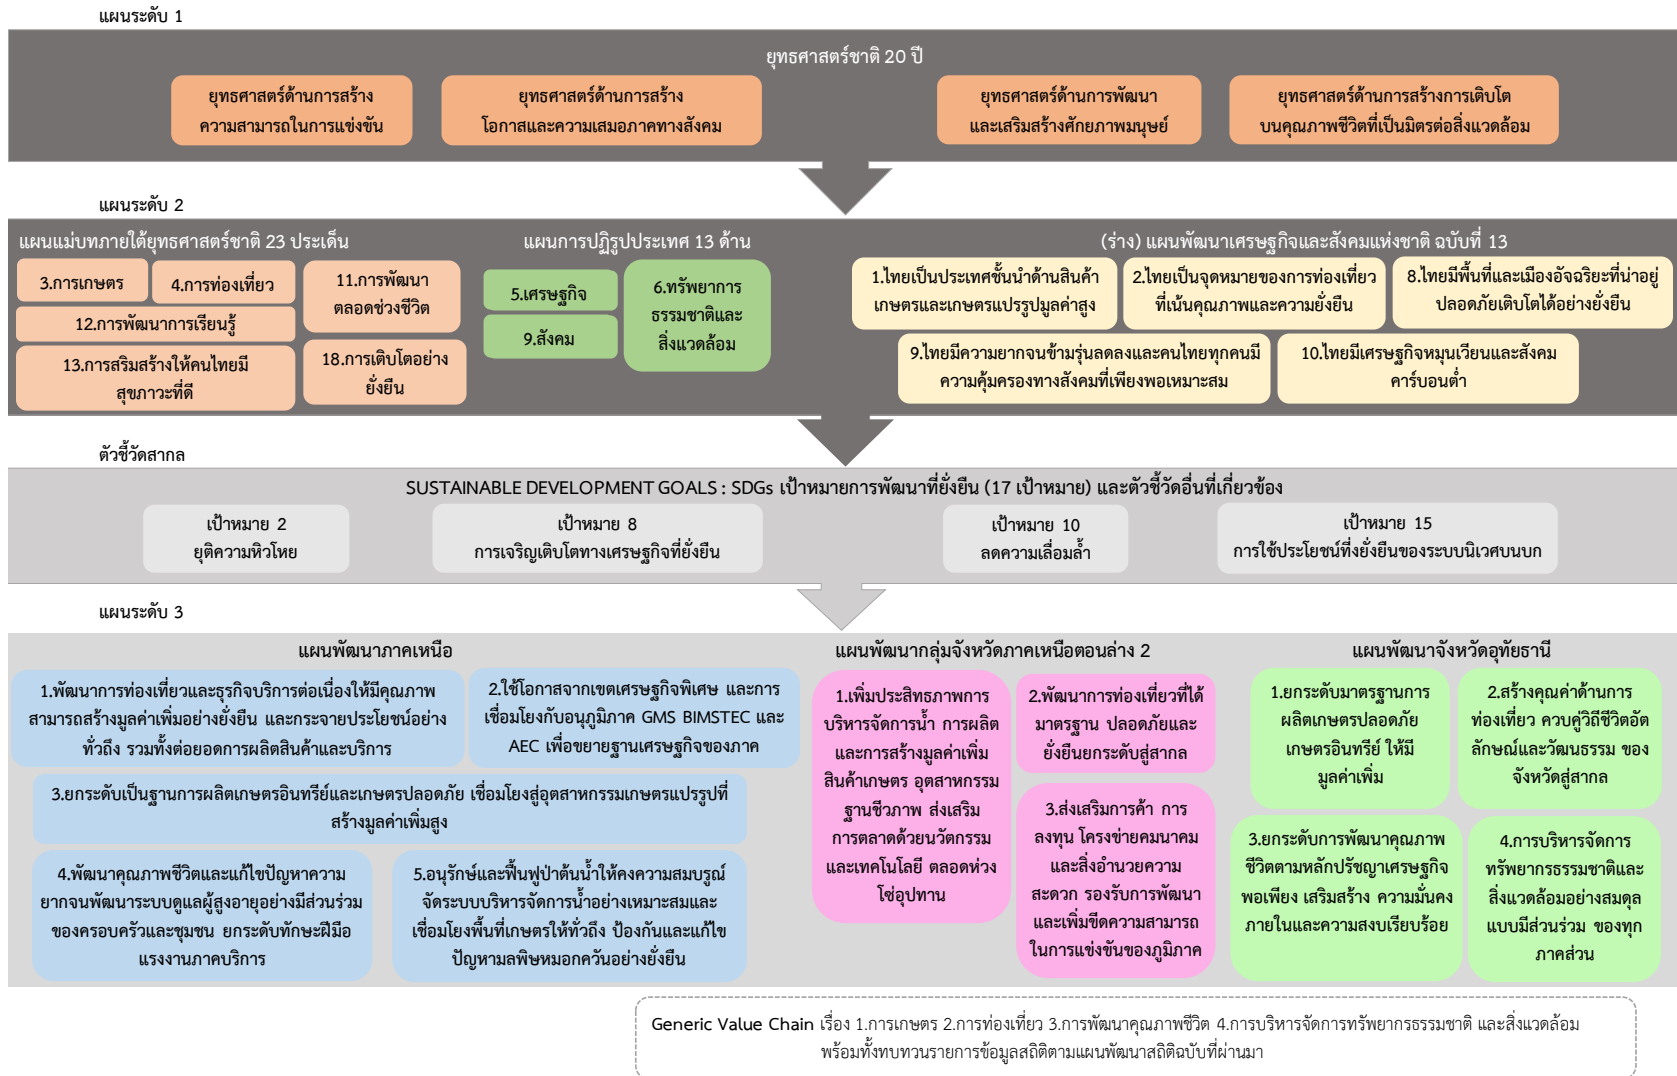 แผนระดับ 1
ยุทธศาสตร์ชาติ 20 ปี
ยุทธศาสตร์ด้านการสร้าง
ความสามารถในการแข่งขัน
ยุทธศาสตร์ด้านการสร้าง
โอกาสและความเสมอภาคทางสังคม
ยุทธศาสตร์ด้านการพัฒนา
และเสริมสร้างศักยภาพมนุษย์
ยุทธศาสตร์ด้านการสร้างการเติบโต
บนคุณภาพชีวิตที่เป็นมิตรต่อสิ่งแวดล้อม
แผนระดับ 2
แผนแม่บทภายใต้ยุทธศาสตร์ชาติ 23 ประเด็น
3.การเกษตร
4.การท่องเที่ยว
11.การพัฒนา
ตลอดช่วงชีวิต
12.การพัฒนาการเรียนรู้
13.การสริมสร้างให้คนไทยมี
สุขภาวะที่ดี
18.การเติบโตอย่าง
ยั่งยืน
แผนการปฏิรูปประเทศ 13 ด้าน
5.เศรษฐกิจ
9.สังคม
6.ทรัพยาการ
ธรรมชาติและ
สิ่งแวดล้อม
(ร่าง) แผนพัฒนาเศรษฐกิจและสังคมแห่งชาติ ฉบับที่ 13
1.ไทยเป็นประเทศชั้นนำด้านสินค้า
เกษตรและเกษตรแปรรูปมูลค่าสูง
2.ไทยเป็นจุดหมายของการท่องเที่ยว
ที่เน้นคุณภาพและความยั่งยืน
8.ไทยมีพื้นที่และเมืองอัจฉริยะที่น่าอยู่
ปลอดภัยเติบโตได้อย่างยั่งยืน
9.ไทยมีความยากจนข้ามรุ่นลดลงและคนไทยทุกคนมี
ความคุ้มครองทางสังคมที่เพียงพอเหมาะสม
10.ไทยมีเศรษฐกิจหมุนเวียนและสังคม
คาร์บอนต่ำ
ตัวชี้วัดสากล
SUSTAINABLE DEVELOPMENT GOALS : SDGs เป้าหมายการพัฒนาที่ยั่งยืน (17 เป้าหมาย) และตัวชี้วัดอื่นที่เกี่ยวข้อง
เป้าหมาย 2
ยุติความหิวโหย
เป้าหมาย 8
การเจริญเติบโตทางเศรษฐกิจที่ยั่งยืน
เป้าหมาย 10
ลดความเลื่อมล้ำ
เป้าหมาย 15
การใช้ประโยชน์ที่งยั่งยืนของระบบนิเวศบนบก
แผนระดับ 3
แผนพัฒนาภาคเหนือ
1.พัฒนาการท่องเที่ยวและธุรกิจบริการต่อเนื่องให้มีคุณภาพ
สามารถสร้างมูลค่าเพิ่มอย่างยั่งยืน และกระจายประโยชน์อย่าง
ทั่วถึง รวมทั้งต่อยอดการผลิตสินค้าและบริการ
2.ใช้โอกาสจากเขตเศรษฐกิจพิเศษ และการ
เชื่อมโยงกับอนุภูมิภาค GMS BIMSTEC และ
AEC เพื่อขยายฐานเศรษฐกิจของภาค
3.ยกระดับเป็นฐานการผลิตเกษตรอินทรีย์และเกษตรปลอดภัย เชื่อมโยงสู่อุตสาหกรรมเกษตรแปรรูปที่
สร้างมูลค่าเพิ่มสูง
4.พัฒนาคุณภาพชีวิตและแก้ไขปัญหาความ
ยากจนพัฒนาระบบดูแลผู้สูงอายุอย่างมีส่วนร่วม
ของครอบครัวและชุมชน ยกระดับทักษะฝีมือ
แรงงานภาคบริการ
5.อนุรักษ์และฟื้นฟูป่าต้นน้ำให้คงความสมบรูณ์
จัดระบบบริหารจัดการน้ำอย่างเหมาะสมและ
เชื่อมโยงพื้นที่เกษตรให้ทั่วถึง ป้องกันและแก้ไข
ปัญหามลพิษหมอกควันอย่างยั่งยืน
แผนพัฒนากลุ่มจังหวัดภาคเหนือตอนล่าง 2
1.เพิ่มประสิทธภาพการ
บริหารจัดการน้ำ การผลิต
และการสร้างมูลค่าเพิ่ม
สินค้าเกษตร อุตสาหกรรม
ฐานชีวภาพ ส่งเสริม
การตลาดด้วยนวัตกรรม
และเทคโนโลยี ตลอดห่วง
โซ่อุปทาน
2.พัฒนาการท่องเที่ยวที่ได้
มาตรฐาน ปลอดภัยและ
ยั่งยืนยกระดับสู่สากล
3.ส่งเสริมการค้า การ
ลงทุน โครงข่ายคมนาคม
และสิ่งอำนวยความ
สะดวก รองรับการพัฒนา
และเพิ่มขีดความสามารถ
ในการแข่งขันของภูมิภาค
แผนพัฒนาจังหวัดอุทัยธานี
1.ยกระดับมาตรฐานการ
ผลิตเกษตรปลอดภัย
เกษตรอินทรีย์ ให้มี
มูลค่าเพิ่ม
2.สร้างคุณค่าด้านการ
ท่องเที่ยว ควบคู่วิถีชีวิตอัต
ลักษณ์และวัฒนธรรม ของ
จังหวัดสู่สากล
3.ยกระดับการพัฒนาคุณภาพ
ชีวิตตามหลักปรัชญาเศรษฐกิจ
พอเพียง เสริมสร้าง ความมั่นคง
ภายในและความสงบเรียบร้อย
4.การบริหารจัดการ
ทรัพยากรธรรมชาติและ
สิ่งแวดล้อมอย่างสมดุล
แบบมีส่วนร่วม ของทุก
ภาคส่วน
Generic Value Chain เรื่อง 1.การเกษตร 2.การท่องเที่ยว 3.การพัฒนาคุณภาพชีวิต 4.การบริหารจัดการทรัพยากรธรรมชาติ และสิ่งแวดล้อม
พร้อมทั้งทบทวนรายการข้อมูลสถิติตามแผนพัฒนาสถิติฉบับที่ผ่านมา